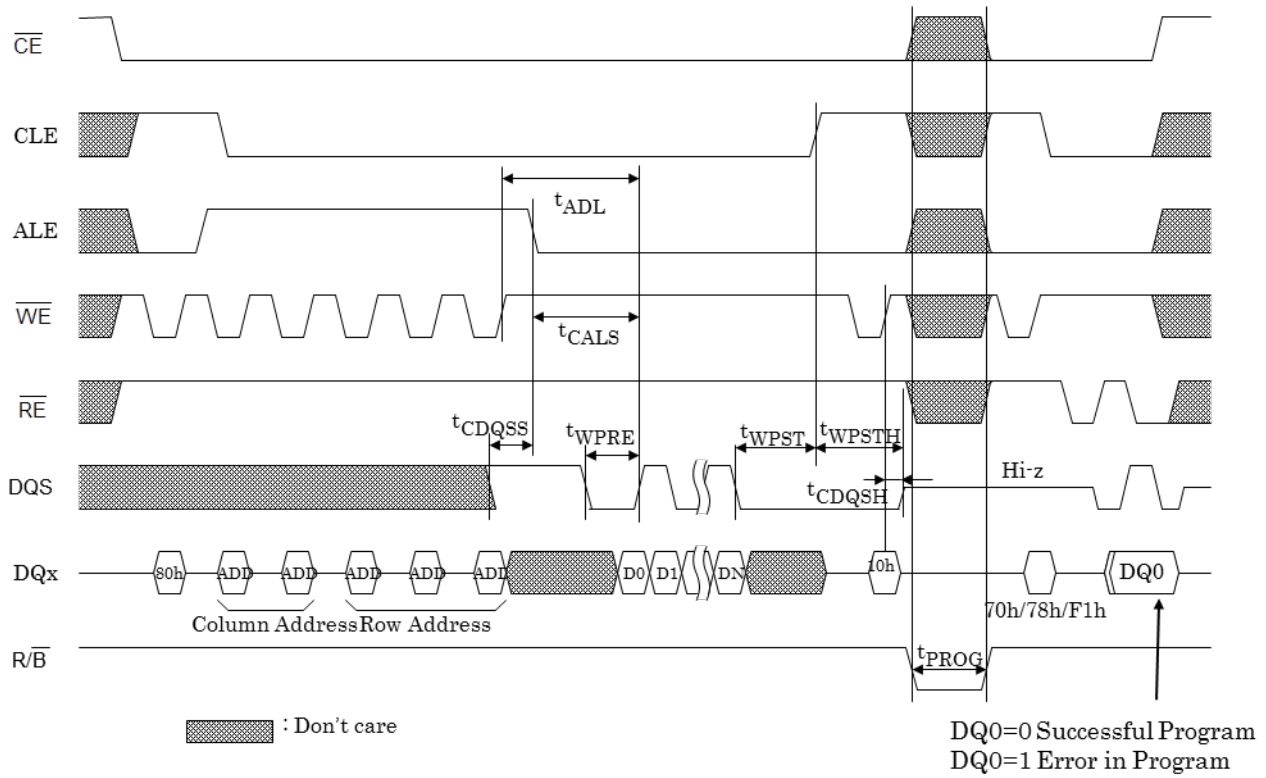 CE
CLE
tADL
ALE
WE
tCALS
RE
tCDQSS
tWPRE
tWPST
tWPSTH
Hi-z
DQS
tCDQSH
DQx
80h ADD ADD ADD ADD ADD D0 D1 DN 10h DQ0
70h/78h/F1h
Column Address Row Address
R/B
tPROG
: Don't care
DQ0=0 Successful Program
DQ0=1 Error in Program